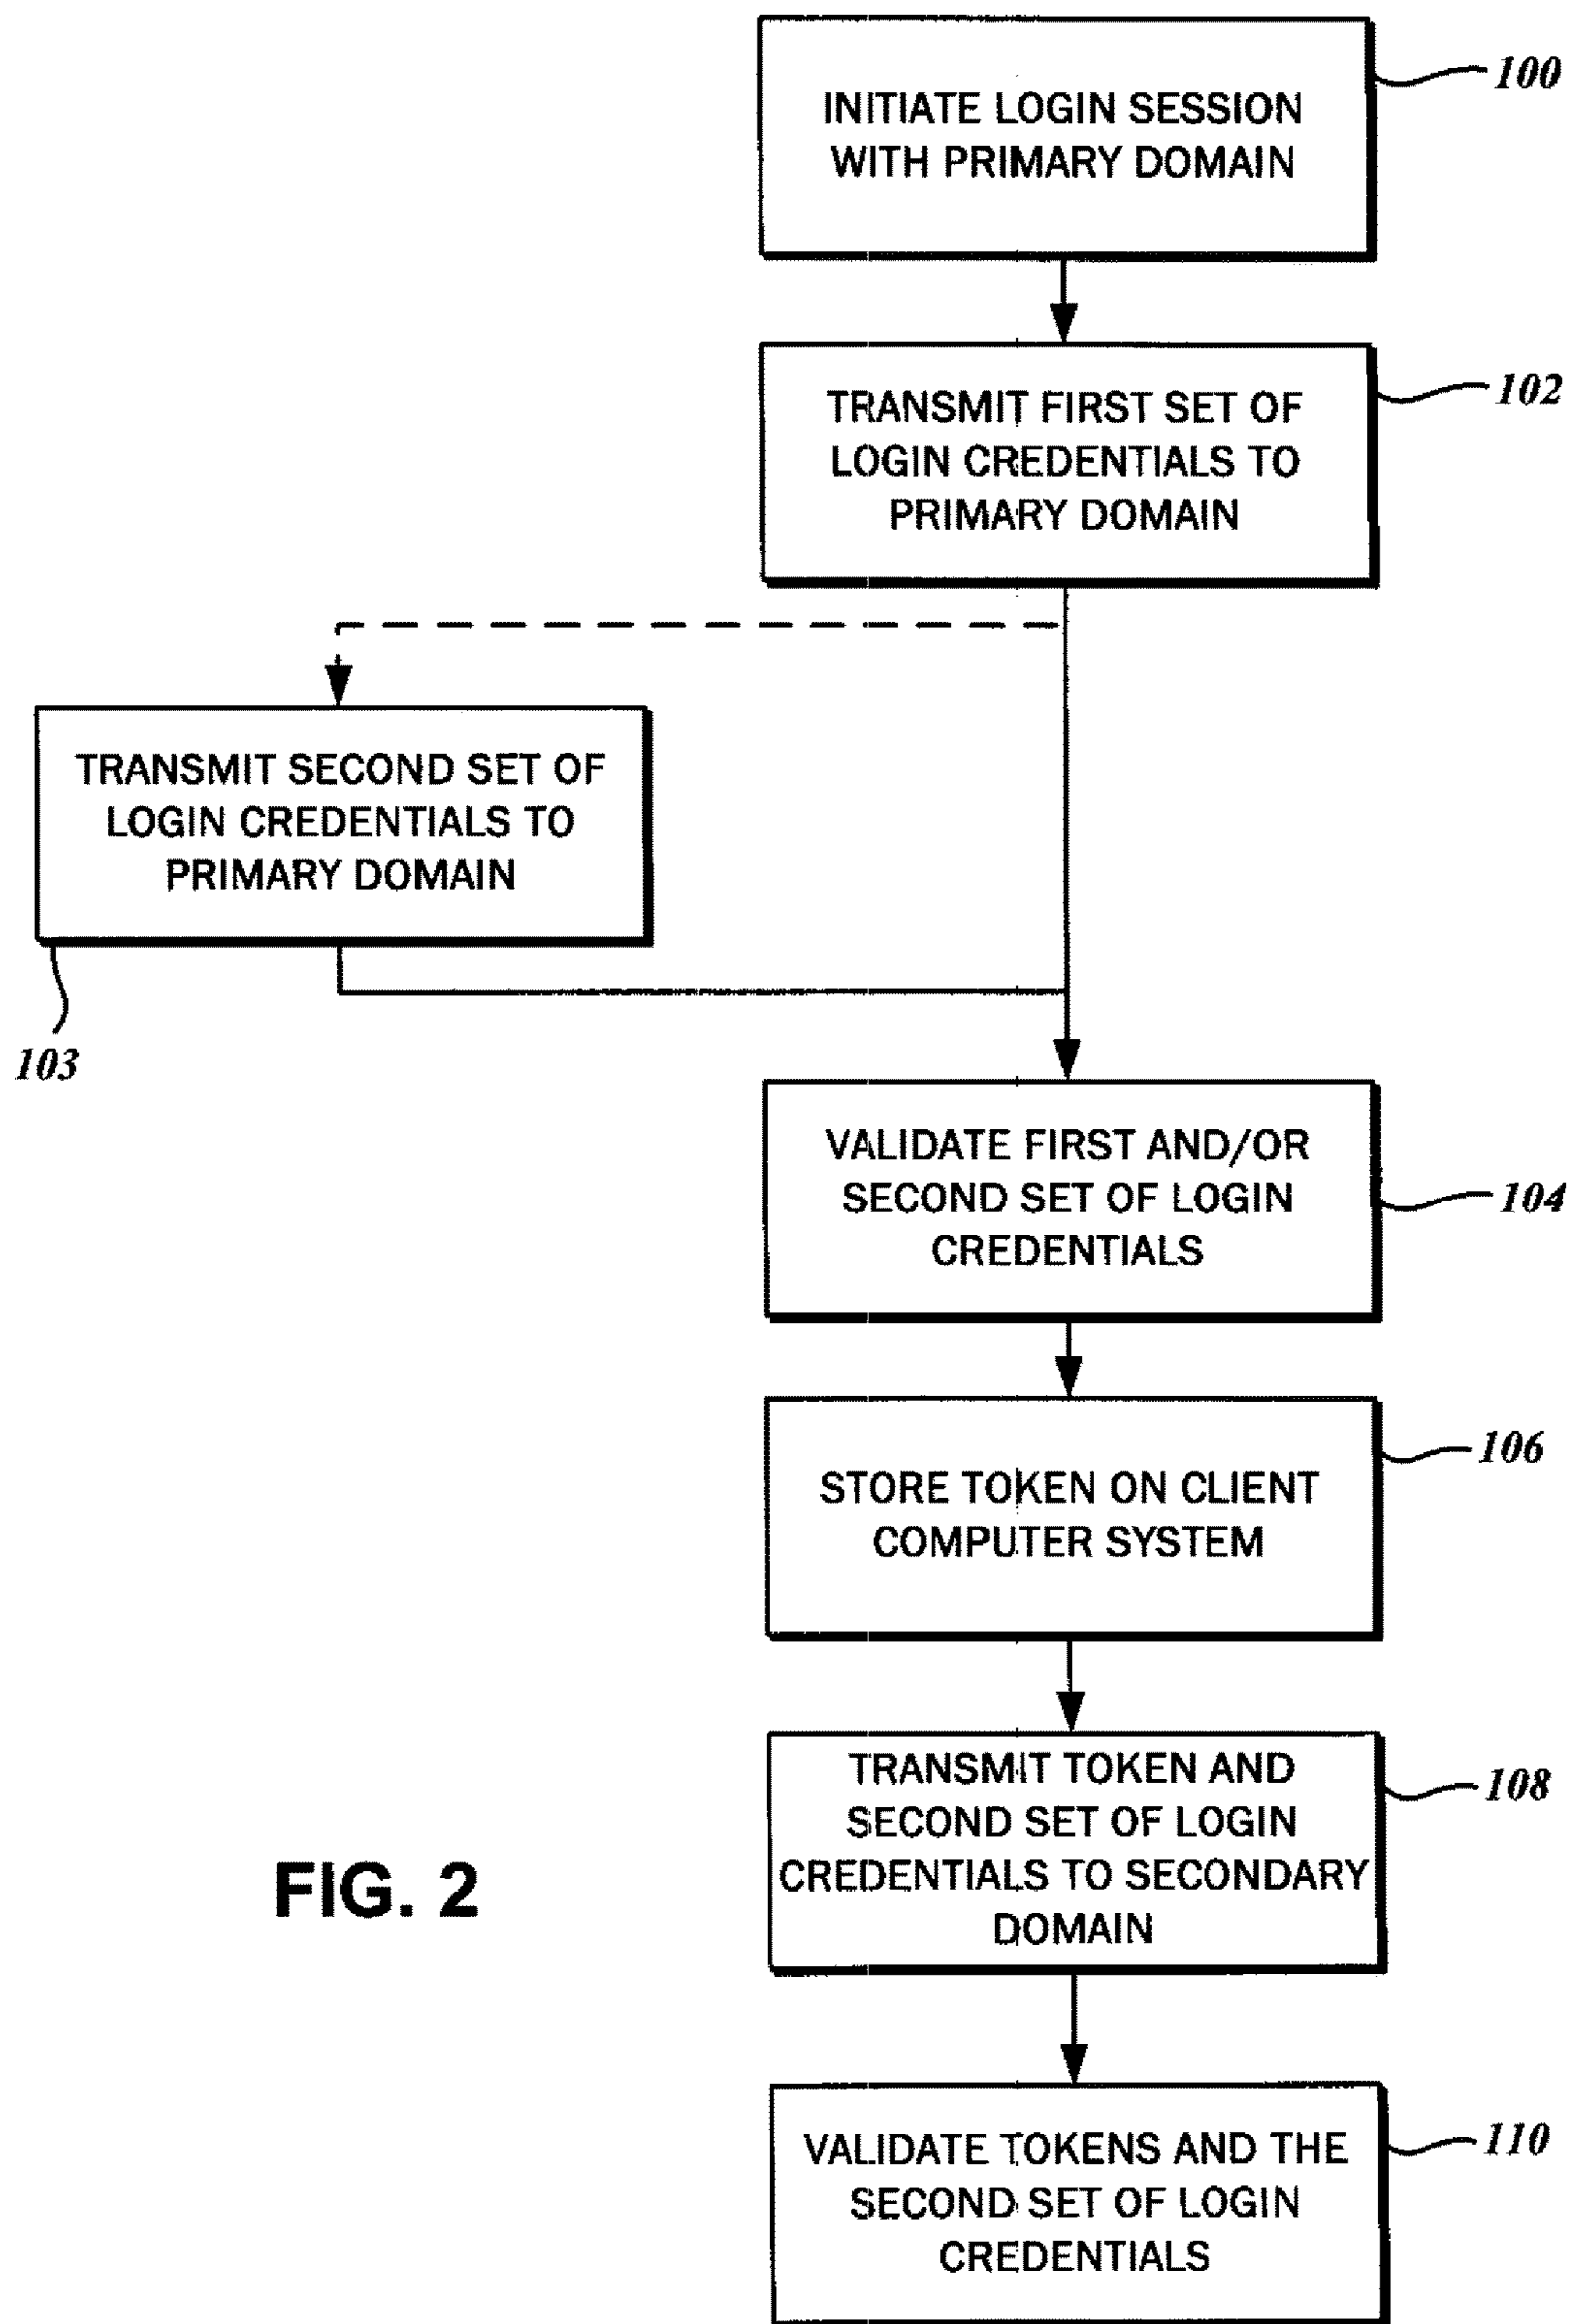 INITIATE LOGIN SESSION
WITH PRIMARY DOMAIN
100
TRANSMIT FIRST SET OF
LOGIN CREDENTIALS TO
PRIMARY DOMAIN
102
TRANSMIT SECOND SET OF
LOGIN CREDENTIALS TO
PRIMARY DOMAIN
103
VALIDATE FIRST AND/OR
SECOND SET OF LOGIN
CREDENTIALS
104
STORE TOKEN ON CLIENT
COMPUTER SYSTEM
106
TRANSMIT TOKEN AND
SECOND SET OF LOGIN
CREDENTIALS TO SECONDARY
DOMAIN
108
FIG. 2
VALIDATE TOKENS AND THE
SECOND SET OF LOGIN
CREDENTIALS
110